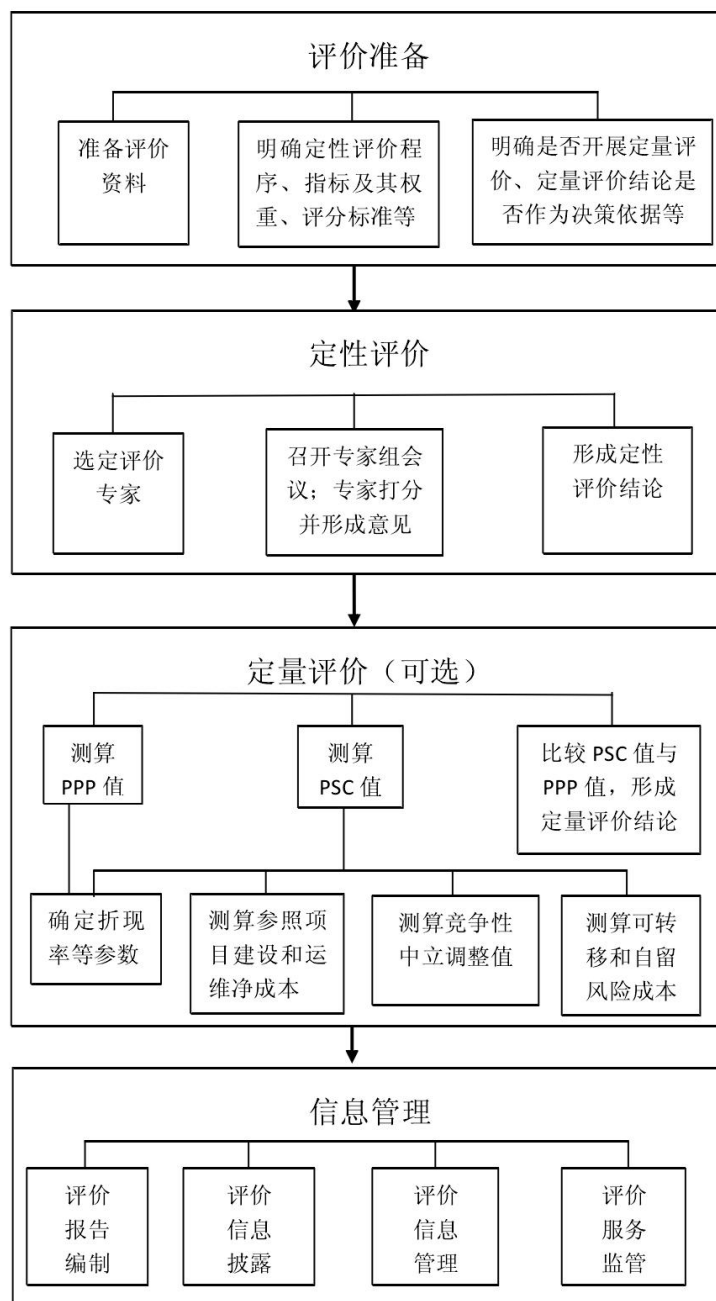 评价准备
准备评价
资料
明确定性评价程
序、指标及其权
重、评分标准等
明确是否开展定量评
价、定量评价结论是
否作为决策依据等
定性评价
选定评价
专家
召开专家组会
议；专家打分
并形成意见
形成定性
评价结论
定量评价（可选）
测算
PPP 值
测算
PSC 值
比较 PSC 值与
PPP 值，形成
定量评价结论
确定折现
率等参数
测算参照项
目建设和运
维净成本
测算竞争性
中立调整值
测算可转
移和自留
风险成本
信息管理
评价
报告
编制
评价
信息
披露
评价
信息
管理
评价
服务
监管